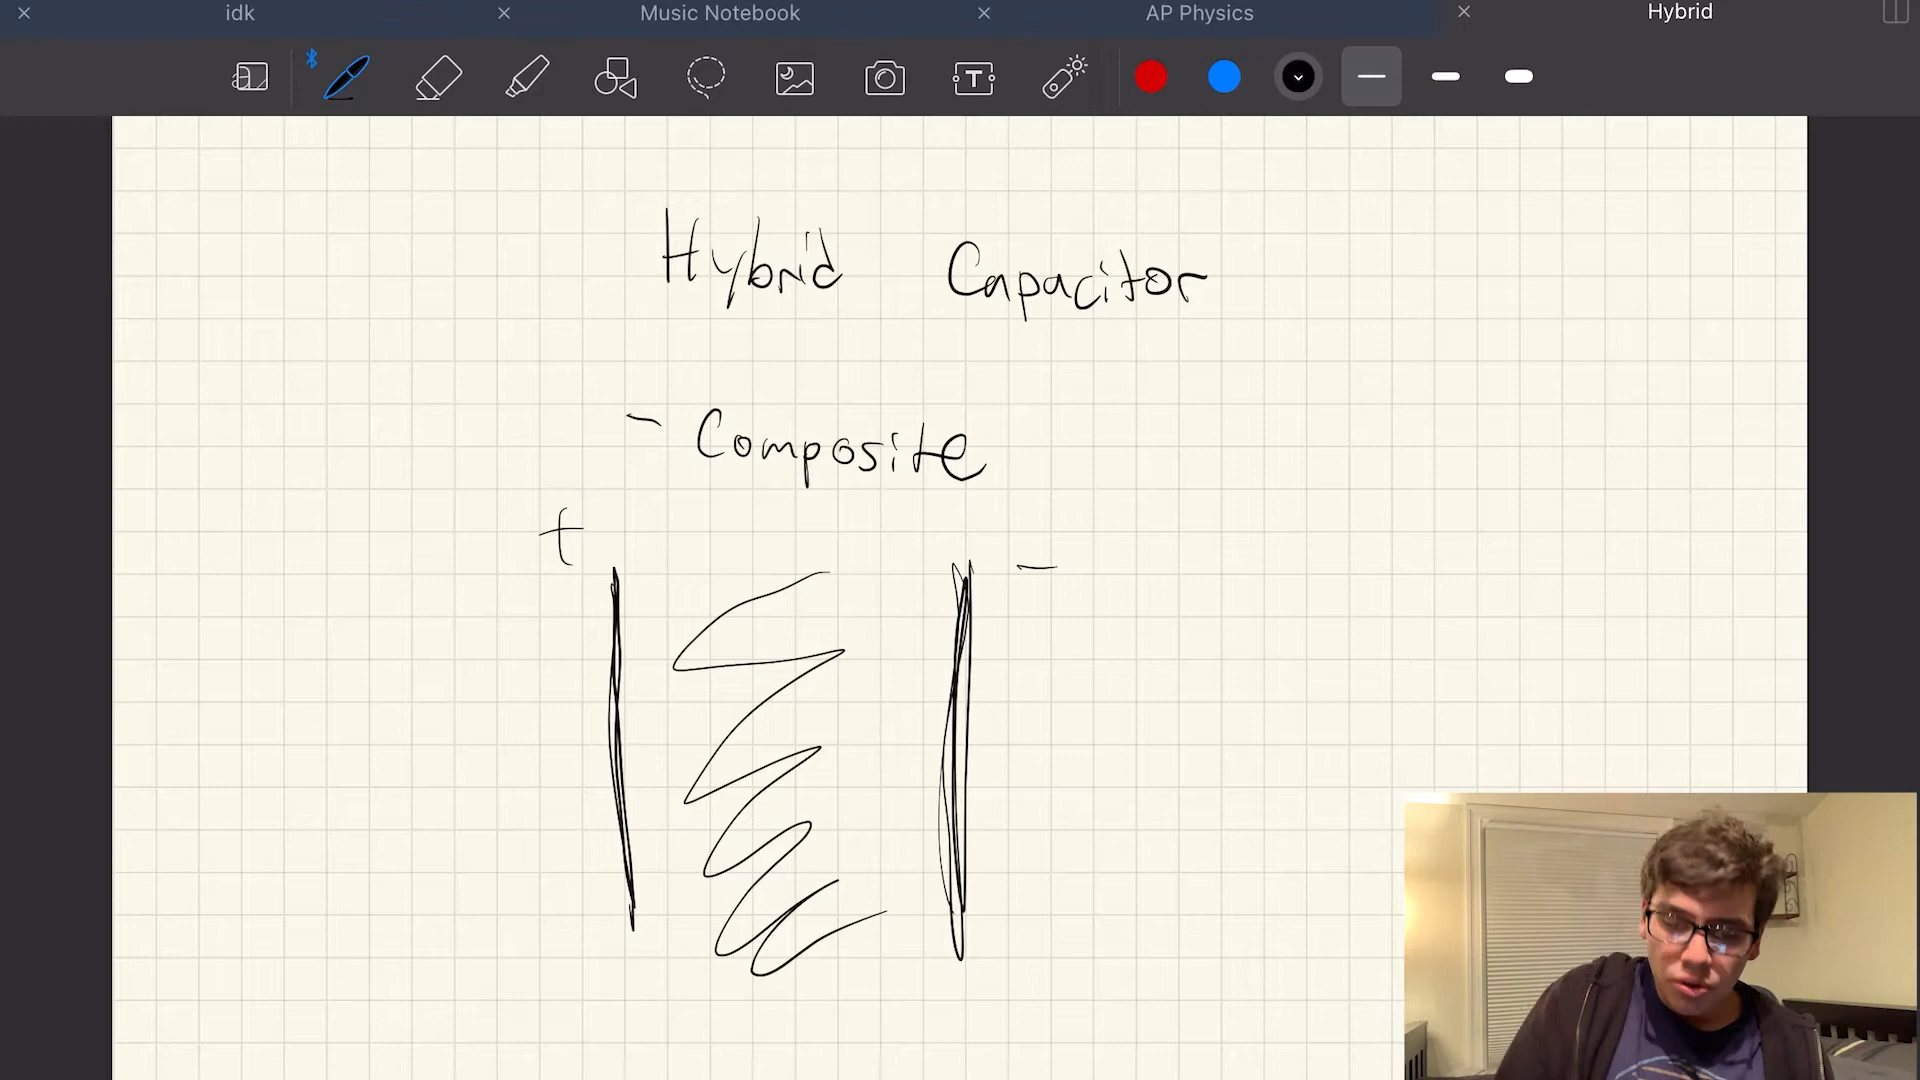 idk Music Notebook AP Physics Hybrid
a T
Hybrid Capacitor
- Composite
+ -